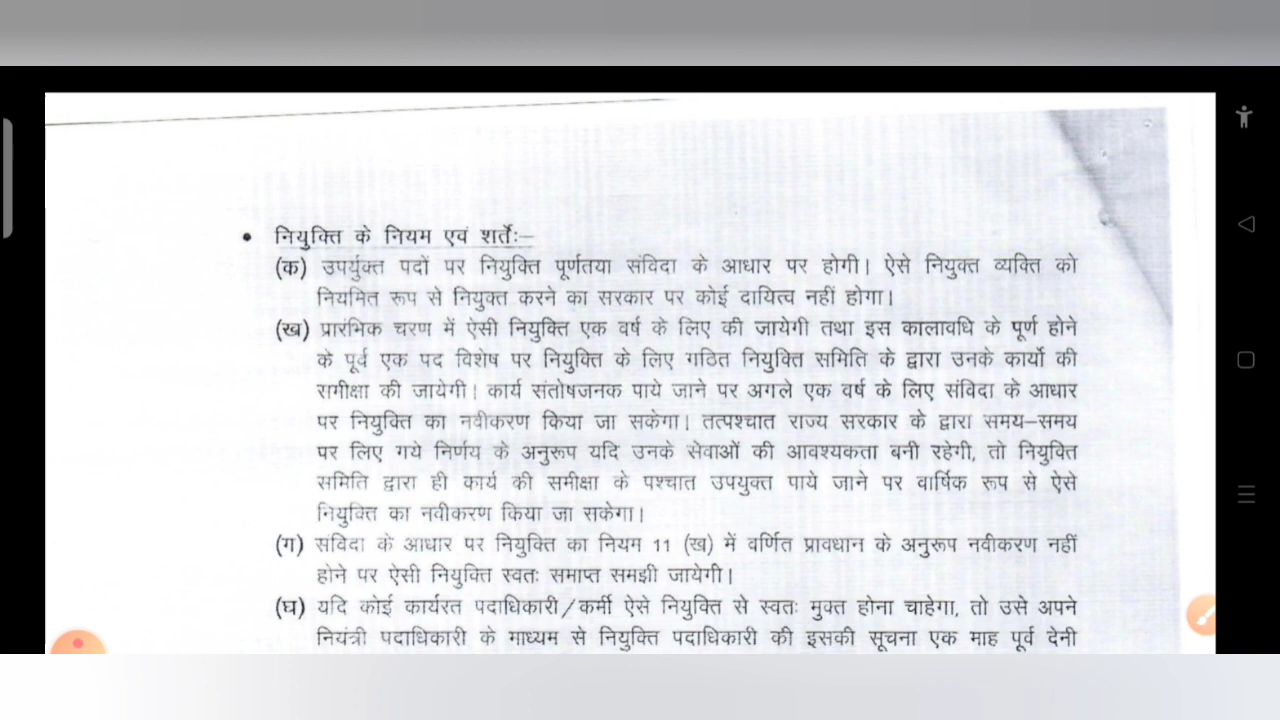 • नियुक्ति के नियम एवं शर्तेः–
(क) उपर्युक्त पदों पर नियुक्ति पूर्णतया संविदा के आधार पर होगी। ऐसे नियुक्त व्यक्ति को
नियमित रूप से नियुक्त करने का सरकार पर कोई दायित्व नहीं होगा।
(ख) प्रारंभिक चरण में ऐसी नियुक्ति एक वर्ष के लिए की जायेगी तथा इस कालावधि के पूर्ण होने
के पूर्व एक पद विशेष पर नियुक्ति के लिए गठित नियुक्ति समिति के द्वारा उनके कार्यो की
समीक्षा की जायेगी। कार्य संतोषजनक पाये जाने पर अगले एक वर्ष के लिए संविदा के आधार
पर नियुक्ति का नवीकरण किया जा सकेगा। तत्पश्चात राज्य सरकार के द्वारा समय–समय
पर लिए गये निर्णय के अनुरूप यदि उनके सेवाओं की आवश्यकता बनी रहेगी, तो नियुक्ति
समिति द्वारा ही कार्य की समीक्षा के पश्चात उपयुक्त पाये जाने पर वार्षिक रूप से ऐसे
नियुक्ति का नवीकरण किया जा सकेगा।
(ग) संविदा के आधार पर नियुक्ति का नियम 11 (ख) में वर्णित प्रावधान के अनुरूप नवीकरण नहीं
होने पर ऐसी नियुक्ति स्वतः समाप्त समझी जायेगी।
(घ) यदि कोई कार्यरत पदाधिकारी/कर्मी ऐसे नियुक्ति से स्वतः मुक्त होना चाहेगा, तो उसे अपने
नियंत्री पदाधिकारी के माध्यम से नियुक्ति पदाधिकारी की इसकी सूचना एक माह पूर्व देनी